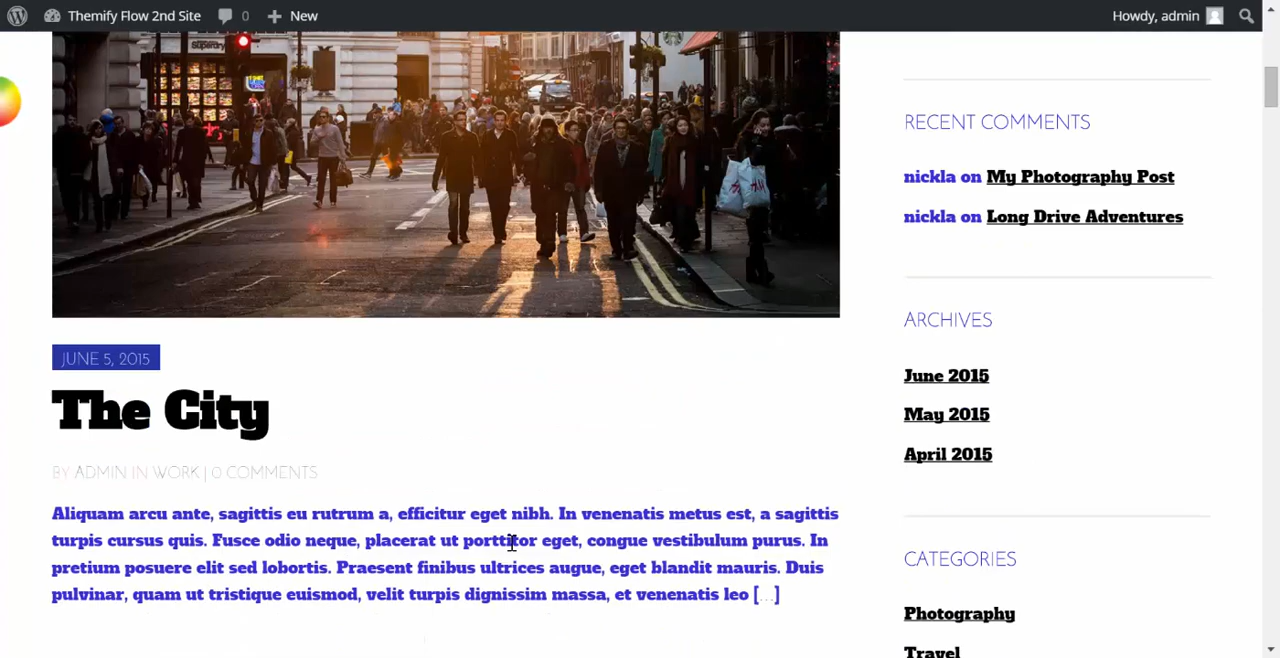 Themify Flow 2nd Site
0
New
Howdy, admin
Superdry
RECENT COMMENTS
nickla on My Photography Post
nickla on Long Drive Adventures
ARCHIVES
JUNE 5, 2015
June 2015
The City
May 2015
April 2015
BY ADMIN IN WORK | 0 COMMENTS
Aliquam arcu ante, sagittis eu rutrum a, efficitur eget nibh. In venenatis metus est, a sagittis
turpis cursus quis. Fusce odio neque, placerat ut porttitor eget, congue vestibulum purus. In
pretium posuere elit sed lobortis. Praesent finibus ultrices augue, eget blandit mauris. Duis
pulvinar, quam ut tristique euismod, velit turpis dignissim massa, et venenatis leo [...]
CATEGORIES
Photography
Travel